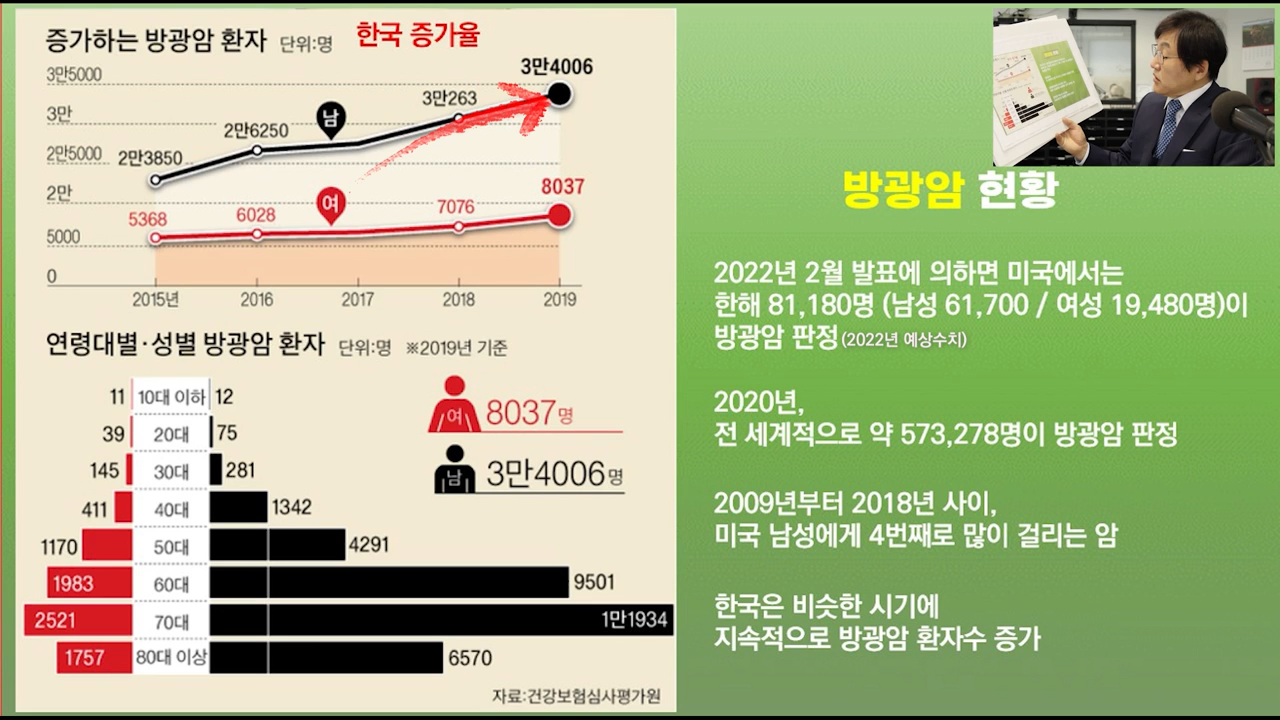 증가하는 방광암 환자 단위:명 한국 증가율
3만5000
3만
2만5000
2만
5000
0
2만3850
2만6250
남
3만263
3만4006
5368
6028
여
7076
8037
2015년 2016 2017 2018 2019
연령대별·성별 방광암 환자 단위:명 ※2019년 기준
11 10대 이하 12
39 20대 75
145 30대 281
411 40대 1342
1170 50대 4291
1983 60대 9501
2521 70대 1만1934
1757 80대 이상 6570
여 8037명
남 3만4006명
자료:건강보험심사평가원
방광암 현황
2022년 2월 발표에 의하면 미국에서는
한해 81,180명 (남성 61,700 / 여성 19,480명)이
방광암 판정(2022년 예상수치)
2020년,
전 세계적으로 약 573,278명이 방광암 판정
2009년부터 2018년 사이,
미국 남성에게 4번째로 많이 걸리는 암
한국은 비슷한 시기에
지속적으로 방광암 환자수 증가